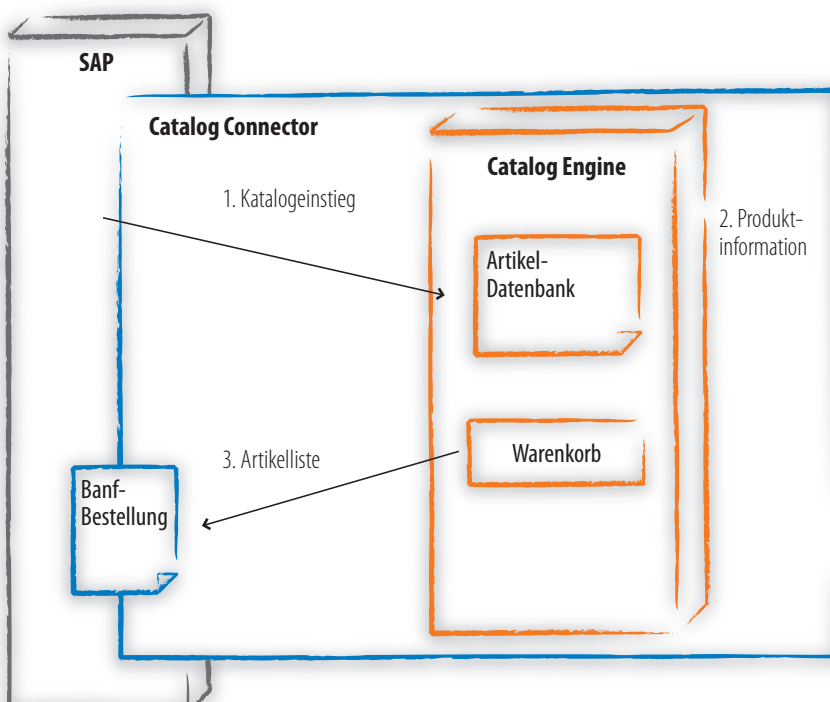 SAP
Catalog Connector
Catalog Engine
1. Katalogeinstieg
2. Produkt-
information
Artikel-
Datenbank
3. Artikelliste
Warenkorb
Banf-
Bestellung